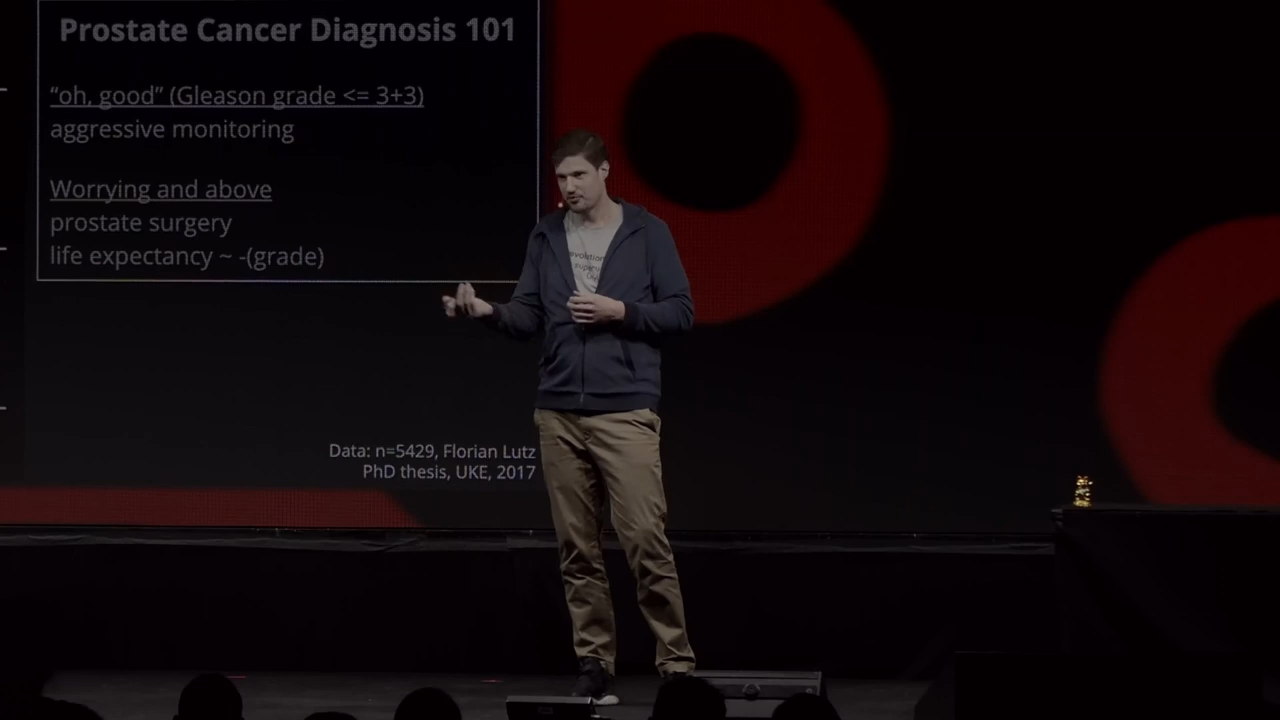 Prostate Cancer Diagnosis 101
“oh, good” (Gleason grade <= 3+3)
aggressive monitoring
Worrying and above
prostate surgery
life expectancy ~ -(grade)
Data: n=5429, Florian Lutz
PhD thesis, UKE, 2017